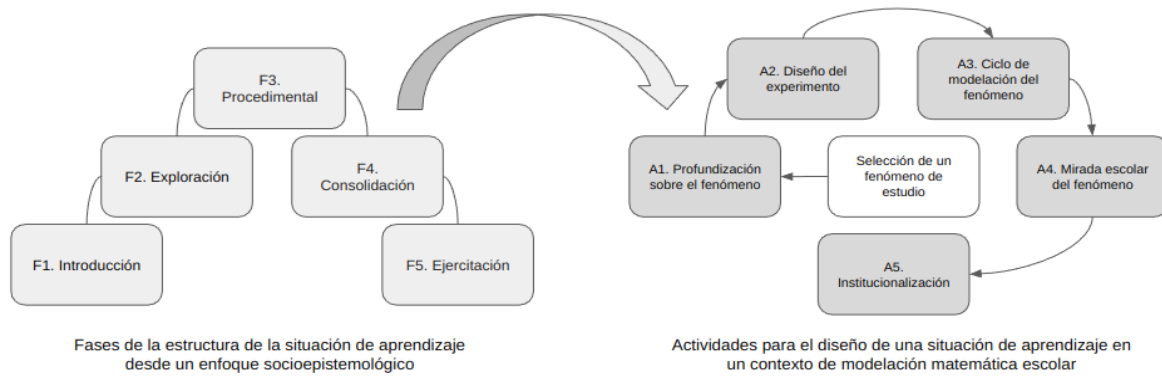 F3.
Procedimental
F2. Exploración
F4.
Consolidación
F1. Introducción
F5. Ejercitación
Fases de la estructura de la situación de aprendizaje
desde un enfoque socioepistemológico
A2. Diseño del
experimento
A3. Ciclo de
modelación del
fenómeno
A1. Profundización
sobre el fenómeno
Selección de un
fenómeno de
estudio
A4. Mirada escolar
del fenómeno
A5.
Institucionalización
Actividades para el diseño de una situación de aprendizaje en
un contexto de modelación matemática escolar